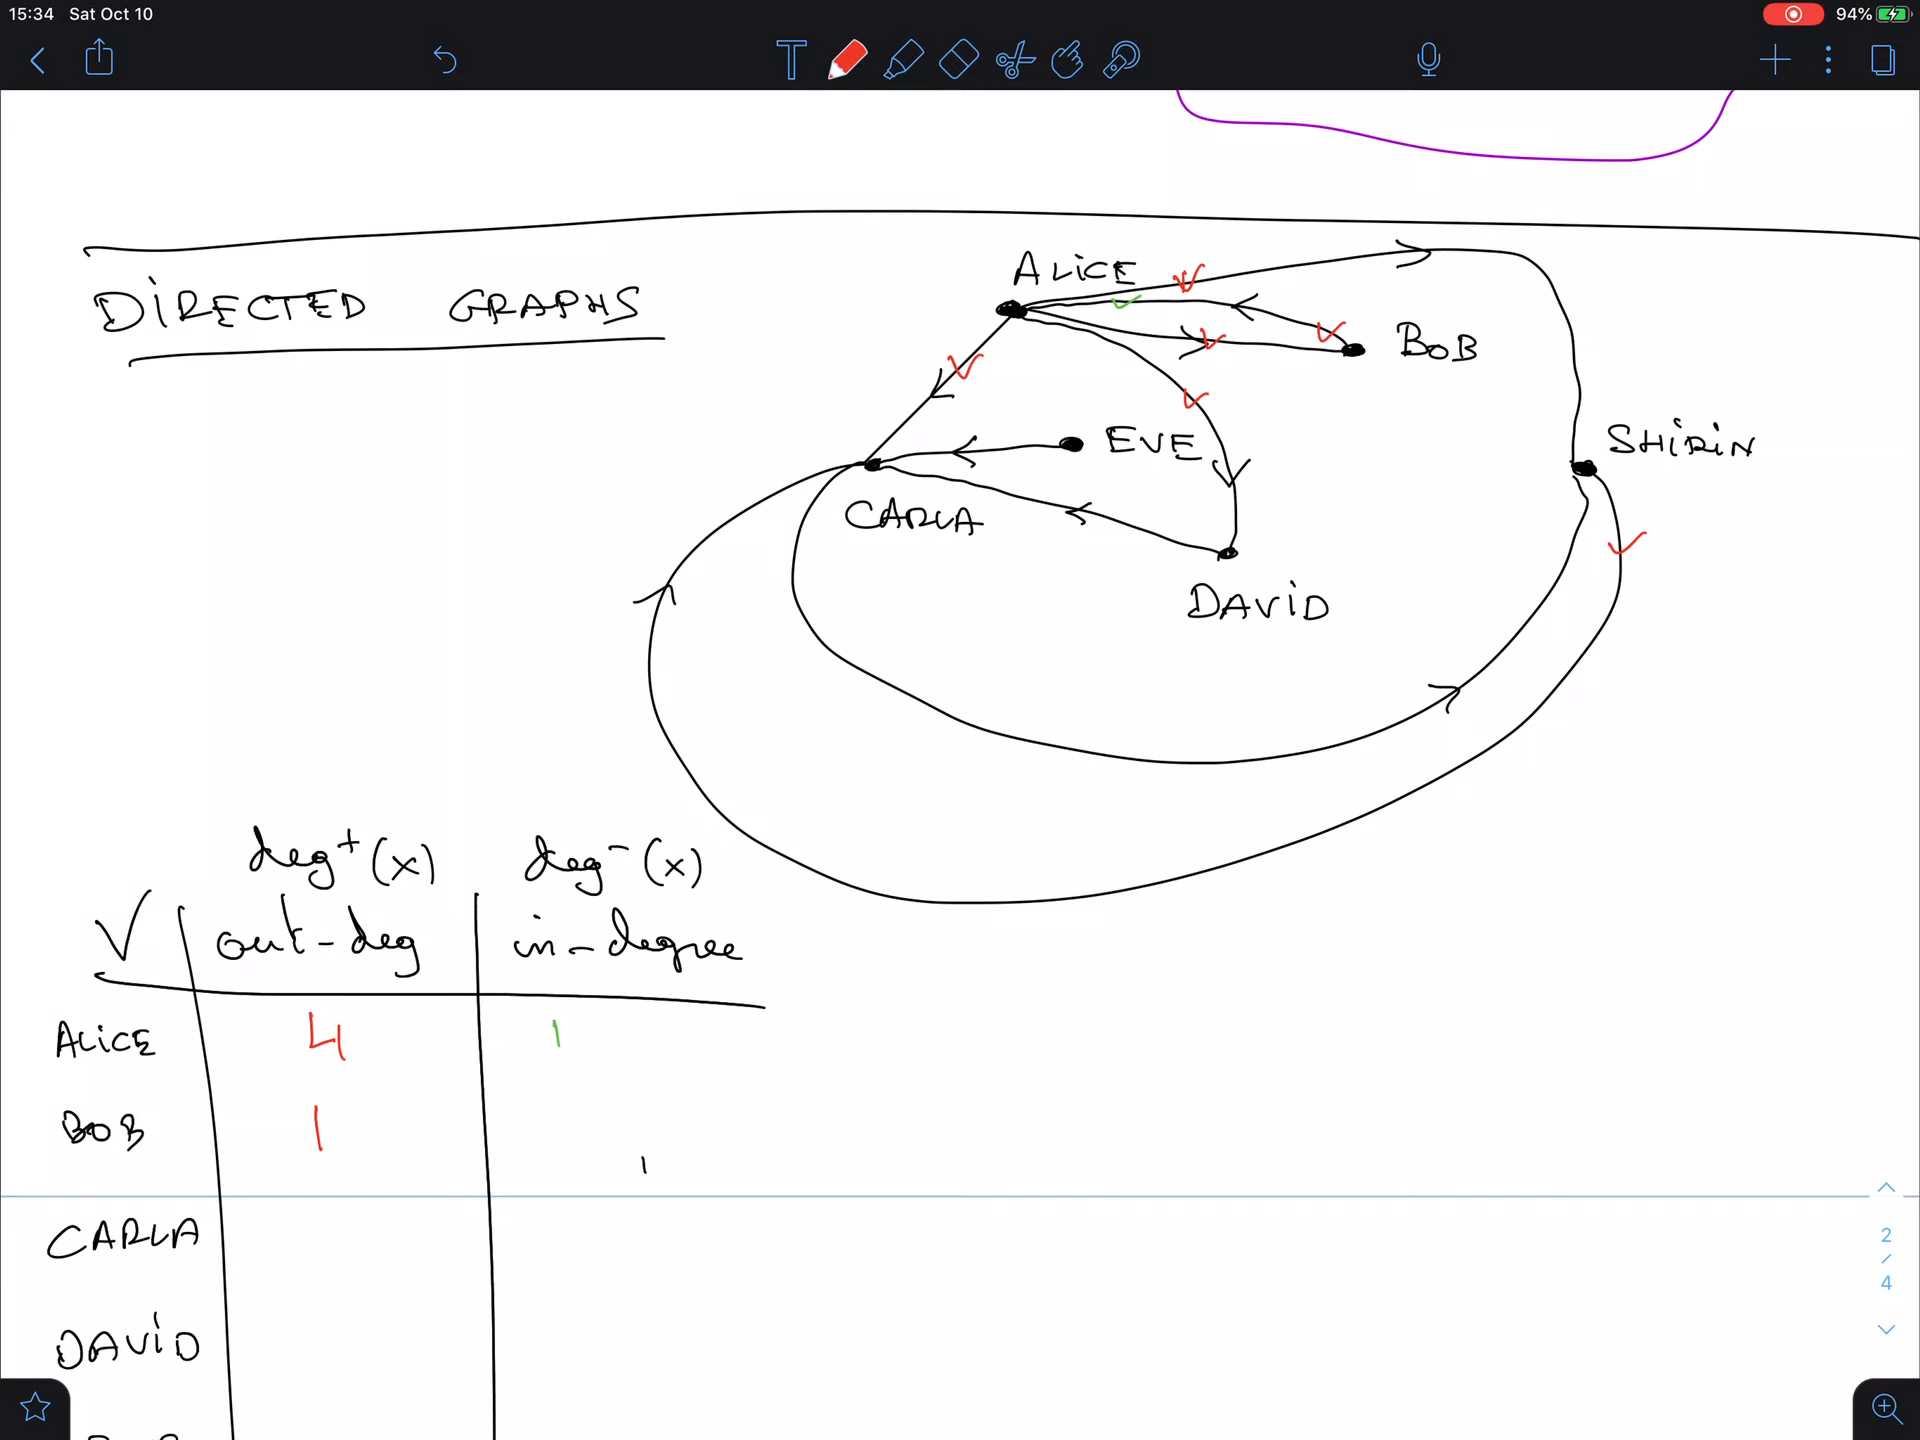 15:34 Sat Oct 10
94%
DIRECTED GRAPHS
ALICE
BOB
EVE
SHIRIN
CARLA
DAVID
deg⁺(x) deg⁻(x)
V out-deg in-degree
ALICE 4 1
BOB 1
CARLA
DAVID
2
/
4